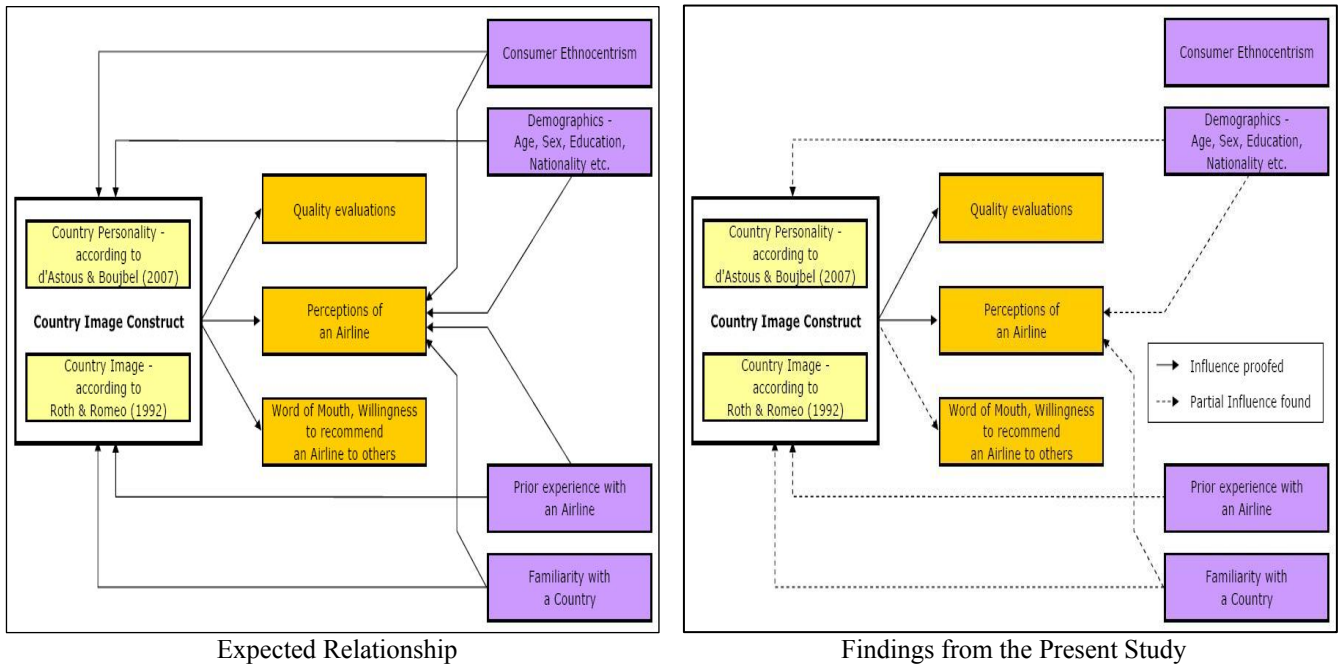 Consumer Ethnocentrism
Demographics -
Age, Sex, Education,
Nationality etc.
Quality evaluations
Country Personality -
according to
d'Astous & Boujbel (2007)
Country Image Construct
Perceptions of
an Airline
Country Image -
according to
Roth & Romeo (1992)
Word of Mouth, Willingness
to recommend
an Airline to others
Prior experience with
an Airline
Familiarity with
a Country
Expected Relationship
Consumer Ethnocentrism
Demographics -
Age, Sex, Education,
Nationality etc.
Quality evaluations
Country Personality -
according to
d'Astous & Boujbel (2007)
Country Image Construct
Perceptions of
an Airline
Country Image -
according to
Roth & Romeo (1992)
Influence proofed
Partial Influence found
Word of Mouth, Willingness
to recommend
an Airline to others
Prior experience with
an Airline
Familiarity with
a Country
Findings from the Present Study